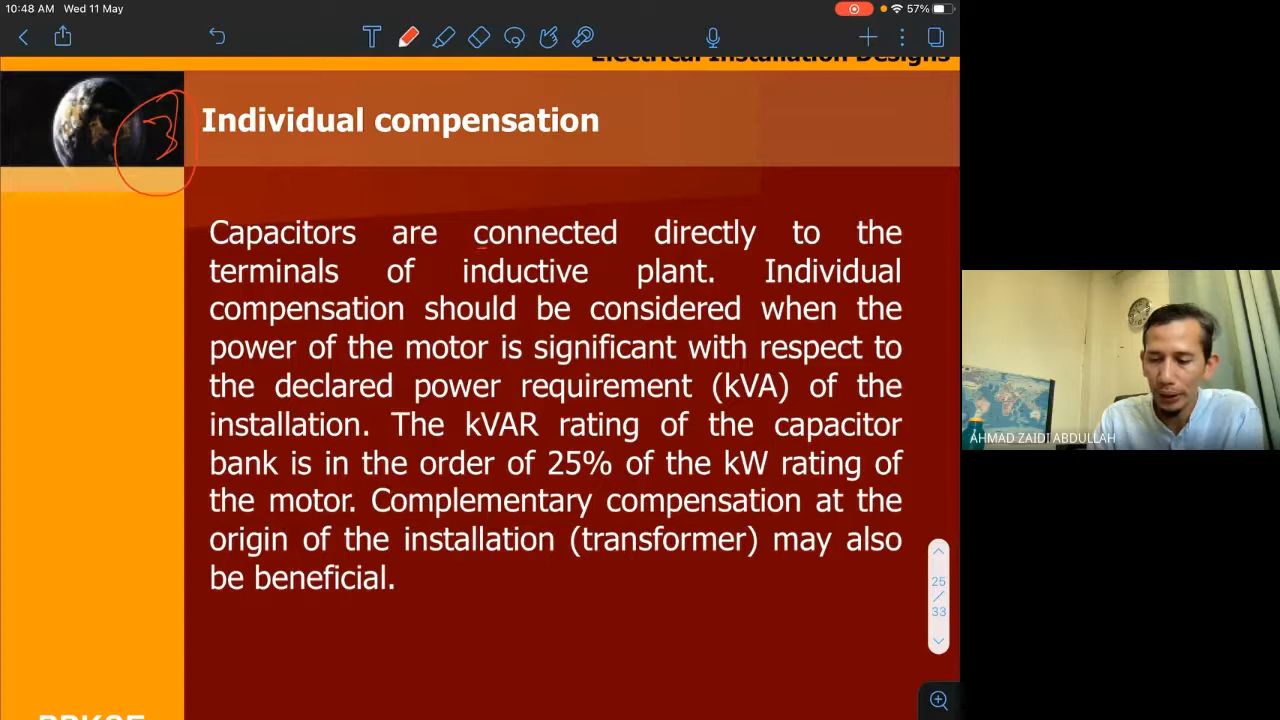 10:48 AM Wed 11 May
57%
Electrical Installation Designs
3
Individual compensation
Capacitors are connected directly to the
terminals of inductive plant. Individual
compensation should be considered when the
power of the motor is significant with respect to
the declared power requirement (kVA) of the
installation. The kVAR rating of the capacitor
bank is in the order of 25% of the kW rating of
the motor. Complementary compensation at the
origin of the installation (transformer) may also
be beneficial.
25
/
33
AHMAD ZAIDI ABDULLAH